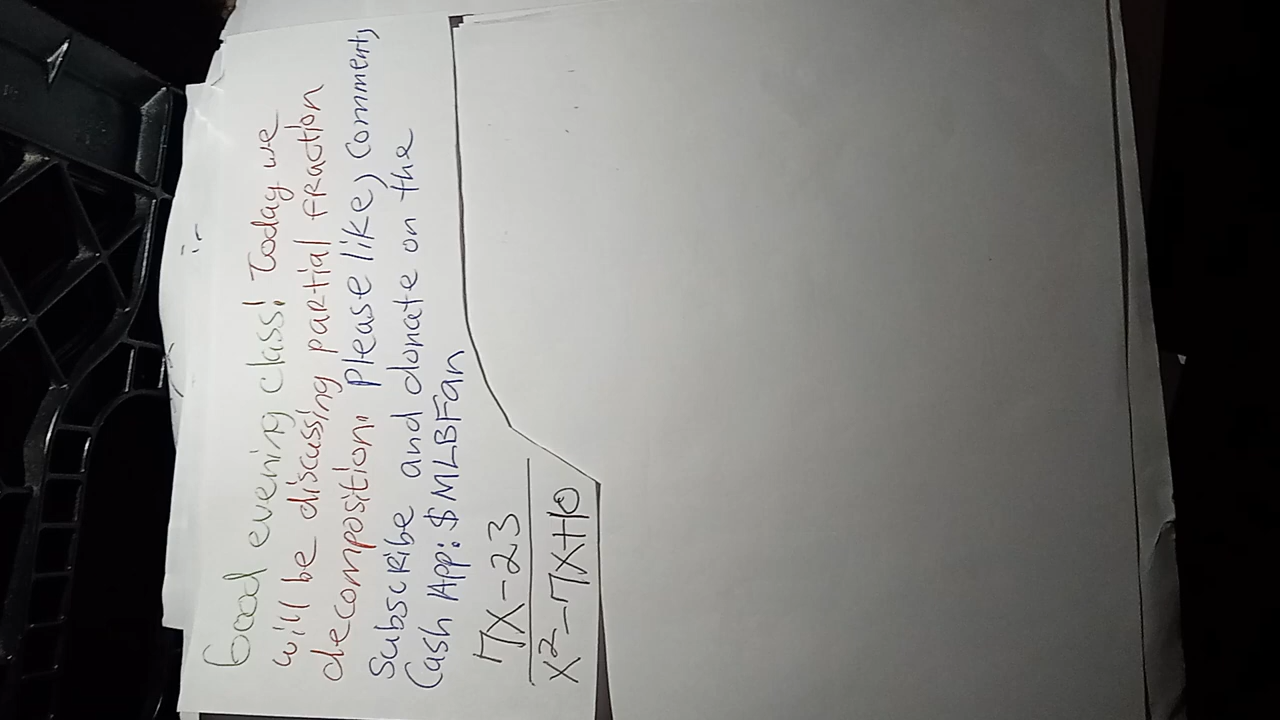 Good evening class! Today we
will be discussing partial fraction
decomposition. Please like, comment,
Subscribe and donate on the
Cash App: $MLBFan
7x-23
x²-7x+10